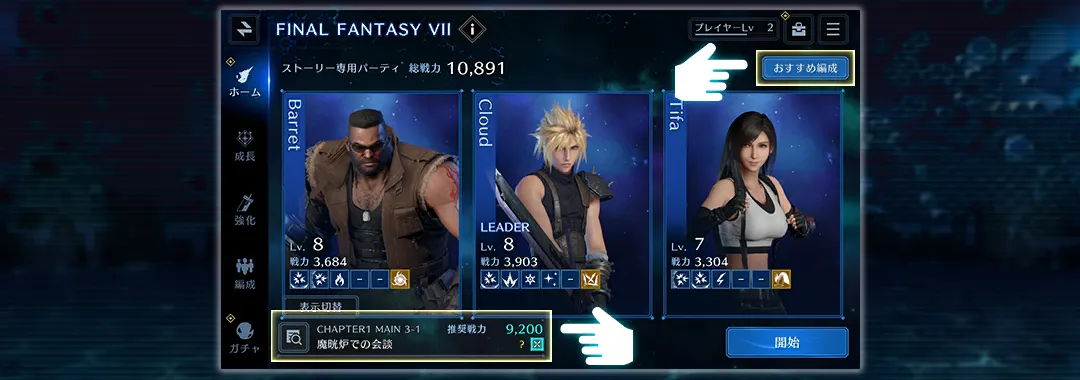 FINAL FANTASY VII i
プレイヤーLv 2
ストーリー専用パーティ 総戦力 10,891
おすすめ編成
ホーム
成長
強化
編成
ガチャ
Barret
Lv. 8
戦力 3,684
Cloud
LEADER
Lv. 8
戦力 3,903
Tifa
Lv. 7
戦力 3,304
表示切替
CHAPTER1 MAIN 3-1 推奨戦力 9,200
魔晄炉での会談 ?
開始